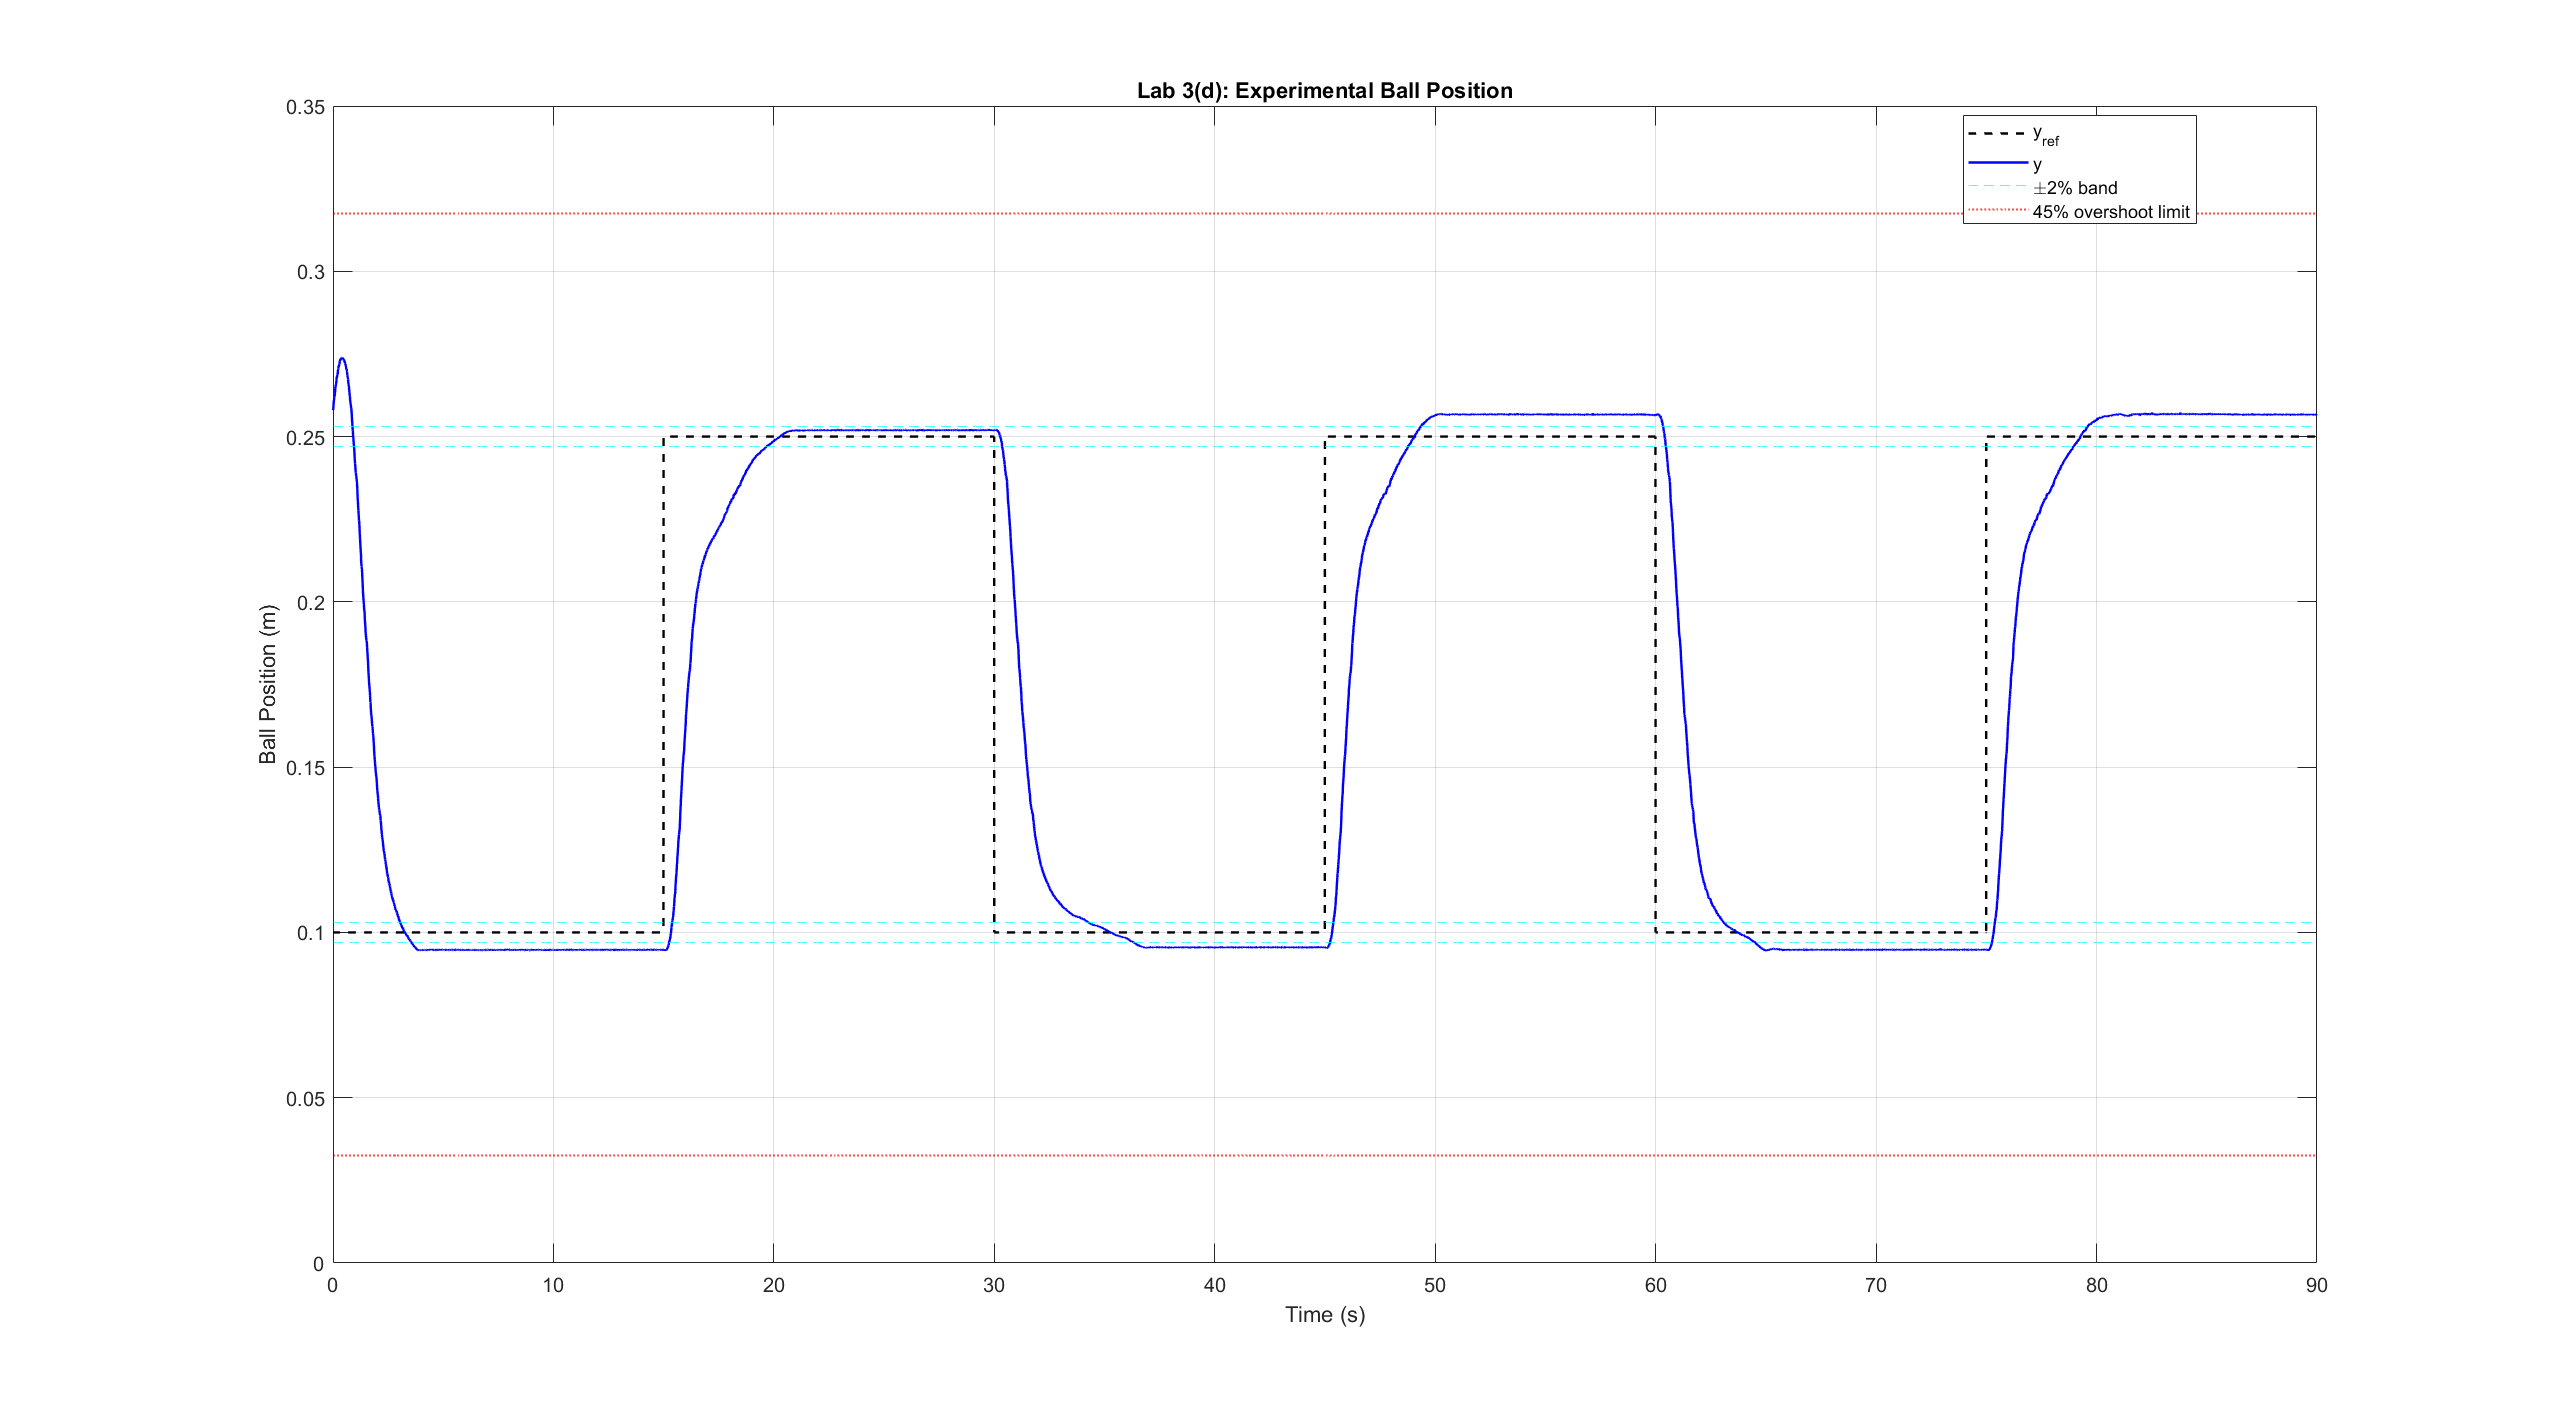 Lab 3(d): Experimental Ball Position
y_ref
y
±2% band
45% overshoot limit
0.35
0.3
0.25
0.2
0.15
0.1
0.05
0
Ball Position (m)
0 10 20 30 40 50 60 70 80 90
Time (s)